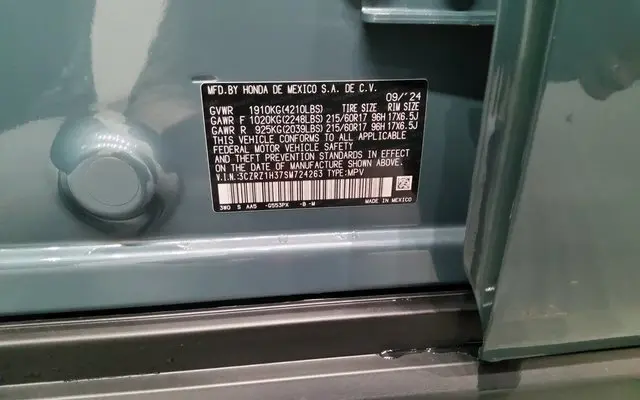 MFD.BY HONDA DE MEXICO S.A. DE C.V.
09/'24
GVWR 1910KG(4210LBS) TIRE SIZE RIM SIZE
GAWR F 1020KG(2248LBS) 215/60R17 96H 17X6.5J
GAWR R 925KG(2039LBS) 215/60R17 96H 17X6.5J
THIS VEHICLE CONFORMS TO ALL APPLICABLE
FEDERAL MOTOR VEHICLE SAFETY
AND THEFT PREVENTION STANDARDS IN EFFECT
ON THE DATE OF MANUFACTURE SHOWN ABOVE.
V.I.N.:3CZRZ1H37SM724263 TYPE:MPV
3W0 S AA9 -G553PX -B -M MADE IN MEXICO